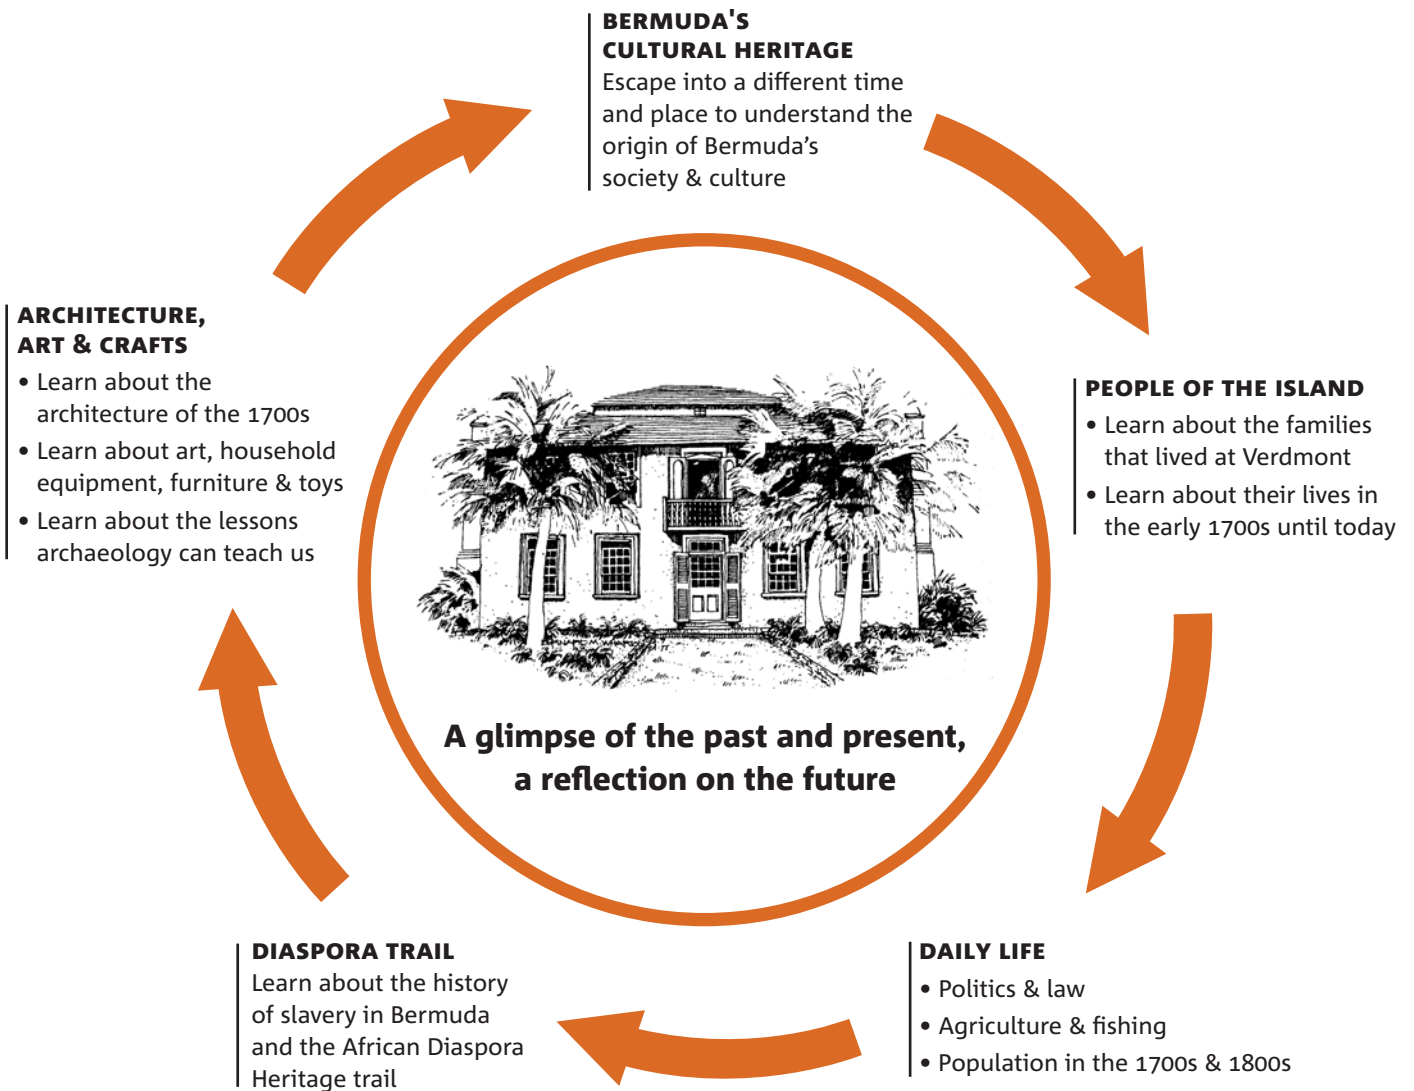 BERMUDA'S
CULTURAL HERITAGE
Escape into a different time
and place to understand the
origin of Bermuda’s
society & culture
PEOPLE OF THE ISLAND
• Learn about the families
that lived at Verdmont
• Learn about their lives in
the early 1700s until today
DAILY LIFE
• Politics & law
• Agriculture & fishing
• Population in the 1700s & 1800s
DIASPORA TRAIL
Learn about the history
of slavery in Bermuda
and the African Diaspora
Heritage trail
ARCHITECTURE,
ART & CRAFTS
• Learn about the
architecture of the 1700s
• Learn about art, household
equipment, furniture & toys
• Learn about the lessons
archaeology can teach us
A glimpse of the past and present,
a reflection on the future